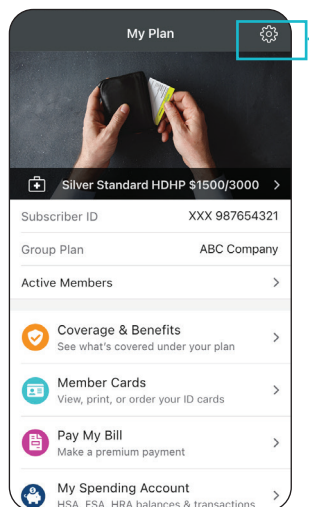 My Plan
Silver Standard HDHP $1500/3000
Subscriber ID XXX 987654321
Group Plan ABC Company
Active Members
Coverage & Benefits
See what's covered under your plan
Member Cards
View, print, or order your ID cards
Pay My Bill
Make a premium payment
My Spending Account
HSA, FSA, HRA balances & transactions